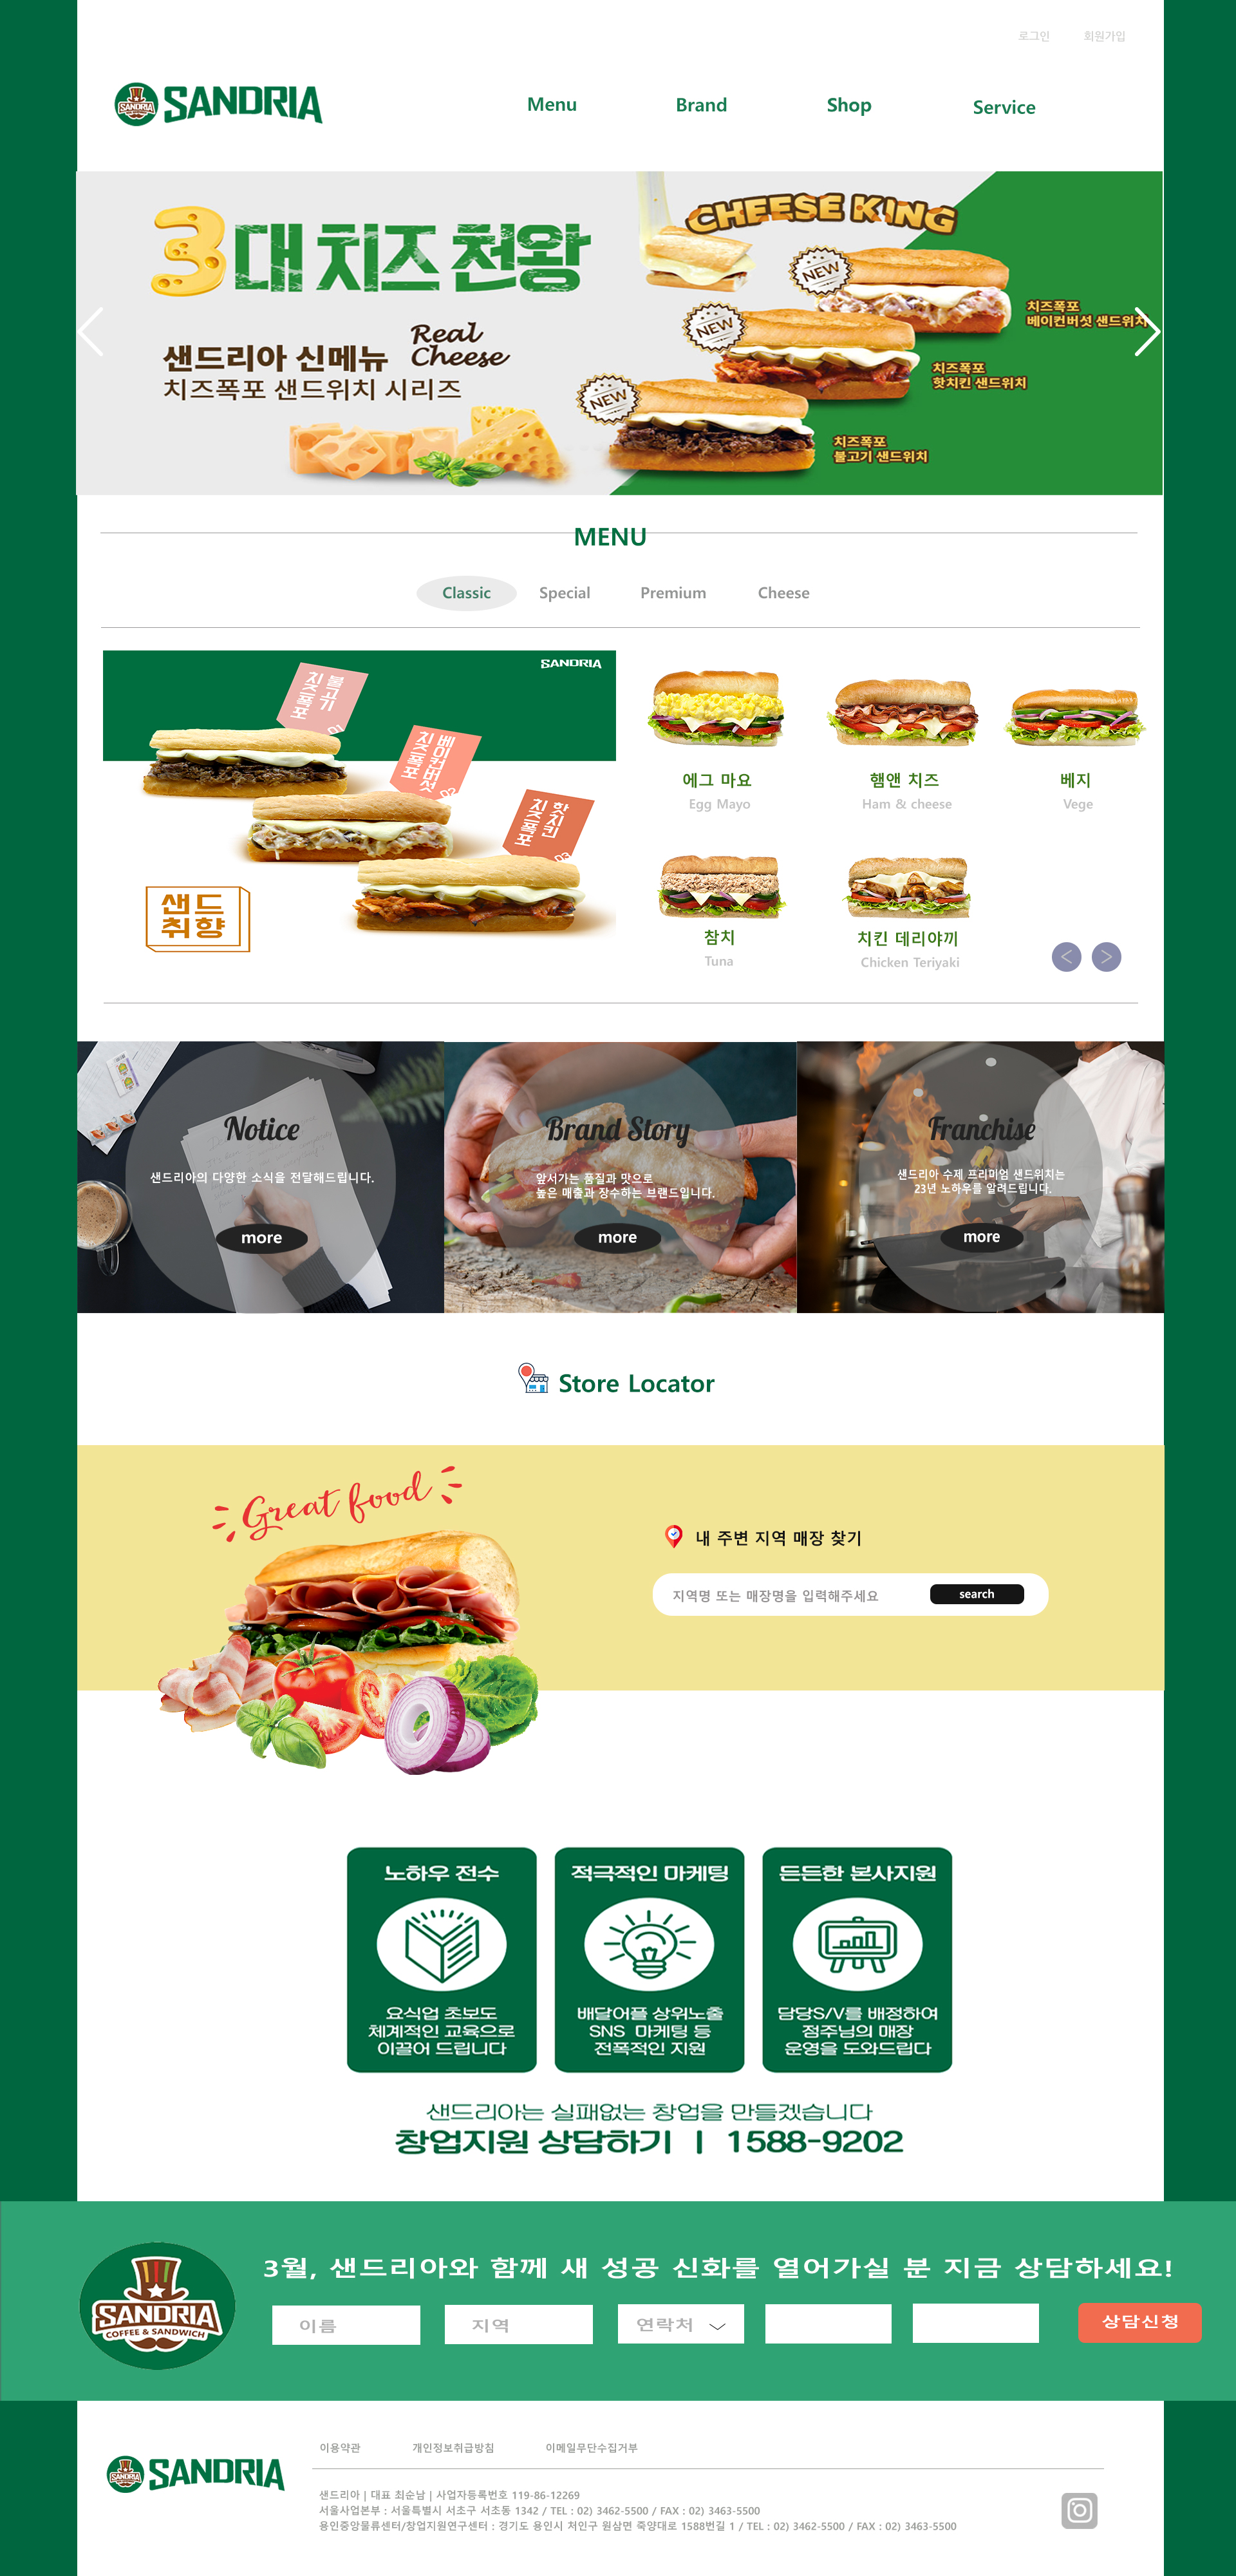 로그인 회원가입
SANDRIA
Menu Brand Shop Service
CHEESE KING
3대 치즈 천왕
NEW
치즈폭포
베이컨버섯 샌드위치
Real
Cheese
샌드리아 신메뉴
치즈폭포 샌드위치 시리즈
NEW
치즈폭포
핫치킨 샌드위치
NEW
치즈폭포
불고기 샌드위치
MENU
Classic Special Premium Cheese
SANDRIA
불고기
치즈폭포
01
베이컨버섯
치즈폭포
02
핫치킨
치즈폭포
03
샌드
취향
에그 마요 햄앤 치즈 베지
Egg Mayo Ham & cheese Vege
참치 치킨 데리야끼
Tuna Chicken Teriyaki
< >
Notice
샌드리아의 다양한 소식을 전달해드립니다.
more
Brand Story
앞서가는 품질과 맛으로
높은 매출과 장수하는 브랜드입니다.
more
Franchise
샌드리아 수제 프리미엄 샌드위치는
23년 노하우를 알려드립니다.
more
Store Locator
Great food
내 주변 지역 매장 찾기
지역명 또는 매장명을 입력해주세요 search
노하우 전수
요식업 초보도
체계적인 교육으로
이끌어 드립니다
적극적인 마케팅
배달어플 상위노출
SNS 마케팅 등
전폭적인 지원
든든한 본사지원
담당S/V를 배정하여
점주님의 매장
운영을 도와드립다
샌드리아는 실패없는 창업을 만들겠습니다
창업지원 상담하기 | 1588-9202
SANDRIA
COFFEE & SANDWICH
3월, 샌드리아와 함께 새 성공 신화를 열어가실 분 지금 상담하세요!
이름 지역 연락처 상담신청
SANDRIA
이용약관 개인정보취급방침 이메일무단수집거부
샌드리아 | 대표 최순남 | 사업자등록번호 119-86-12269
서울사업본부 : 서울특별시 서초구 서초동 1342 / TEL : 02) 3462-5500 / FAX : 02) 3463-5500
용인중앙물류센터/창업지원연구센터 : 경기도 용인시 처인구 원삼면 죽양대로 1588번길 1 / TEL : 02) 3462-5500 / FAX : 02) 3463-5500